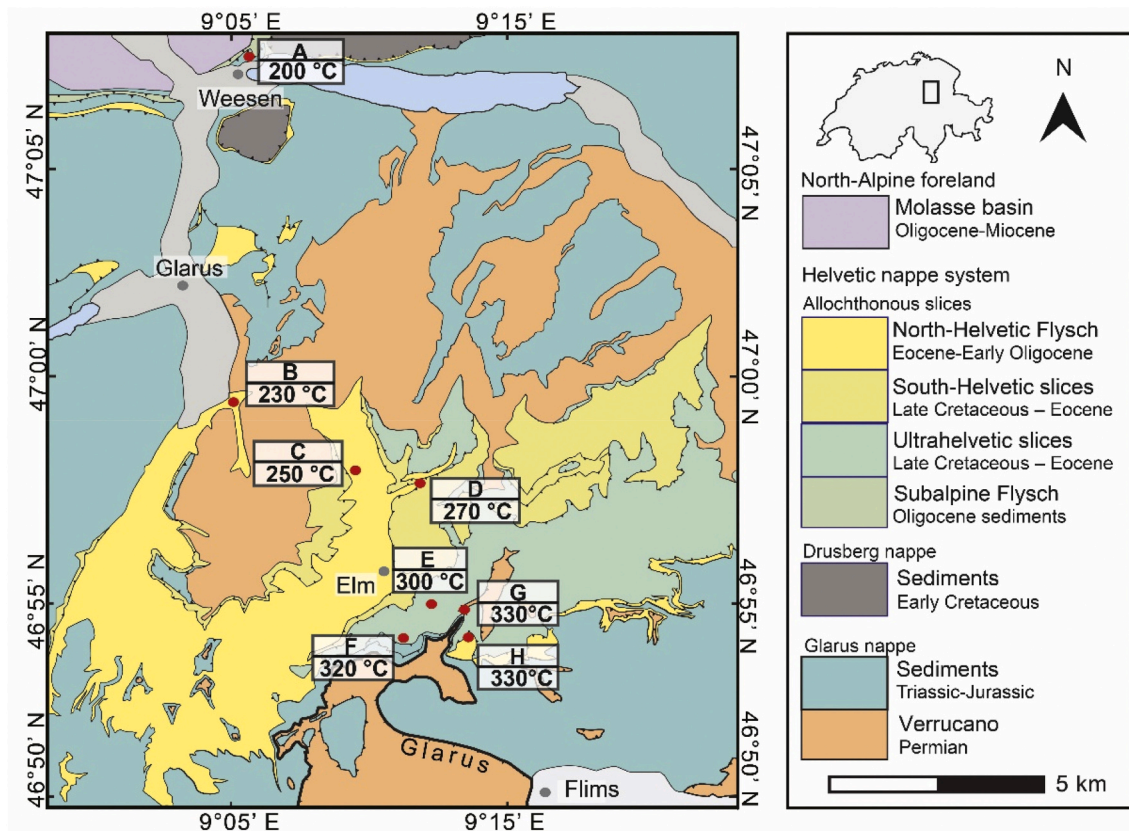 9°05' E
9°15' E
A
200 °C
Weesen
47°05' N
47°05' N
Glarus
B
230 °C
47°00' N
47°00' N
C
250 °C
D
270 °C
E
300 °C
Elm
G
330°C
46°55' N
46°55' N
F
320 °C
H
330°C
46°50' N
46°50' N
Glarus
Flims
9°05' E
9°15' E
N
North-Alpine foreland
Molasse basin
Oligocene-Miocene
Helvetic nappe system
Allochthonous slices
North-Helvetic Flysch
Eocene-Early Oligocene
South-Helvetic slices
Late Cretaceous – Eocene
Ultrahelvetic slices
Late Cretaceous – Eocene
Subalpine Flysch
Oligocene sediments
Drusberg nappe
Sediments
Early Cretaceous
Glarus nappe
Sediments
Triassic-Jurassic
Verrucano
Permian
5 km